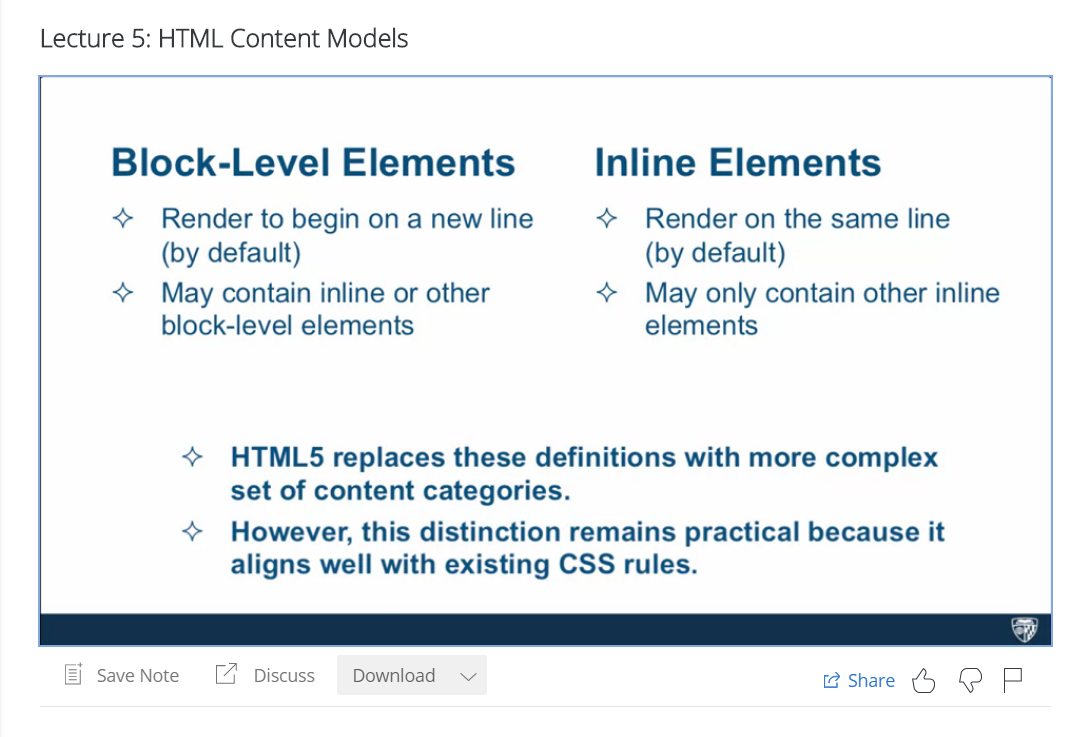 Lecture 5: HTML Content Models
Block-Level Elements
Render to begin on a new line
(by default)
May contain inline or other
block-level elements
Inline Elements
Render on the same line
(by default)
May only contain other inline
elements
HTML5 replaces these definitions with more complex
set of content categories.
However, this distinction remains practical because it
aligns well with existing CSS rules.
Save Note
Discuss
Download
Share